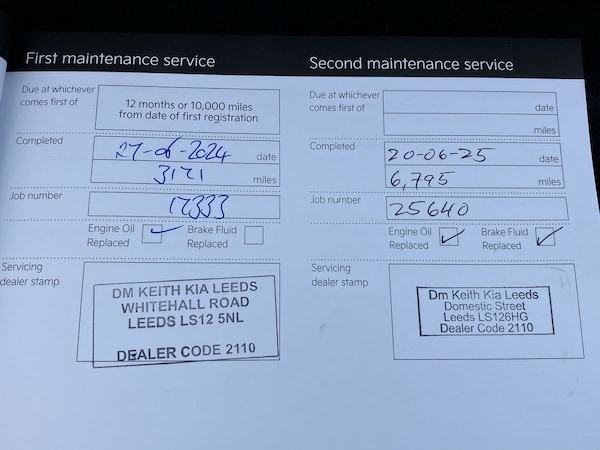 First maintenance service
Due at whichever
comes first of
12 months or 10,000 miles
from date of first registration
Completed
27-06-2024 date
3171 miles
Job number
17333
Engine Oil
Replaced
Brake Fluid
Replaced
Servicing
dealer stamp
DM KEITH KIA LEEDS
WHITEHALL ROAD
LEEDS LS12 5NL
DEALER CODE 2110
Second maintenance service
Due at whichever
comes first of
date
miles
Completed
20-06-25 date
6,795 miles
Job number
25640
Engine Oil
Replaced
Brake Fluid
Replaced
Servicing
dealer stamp
Dm Keith Kia Leeds
Domestic Street
Leeds LS126HG
Dealer Code 2110